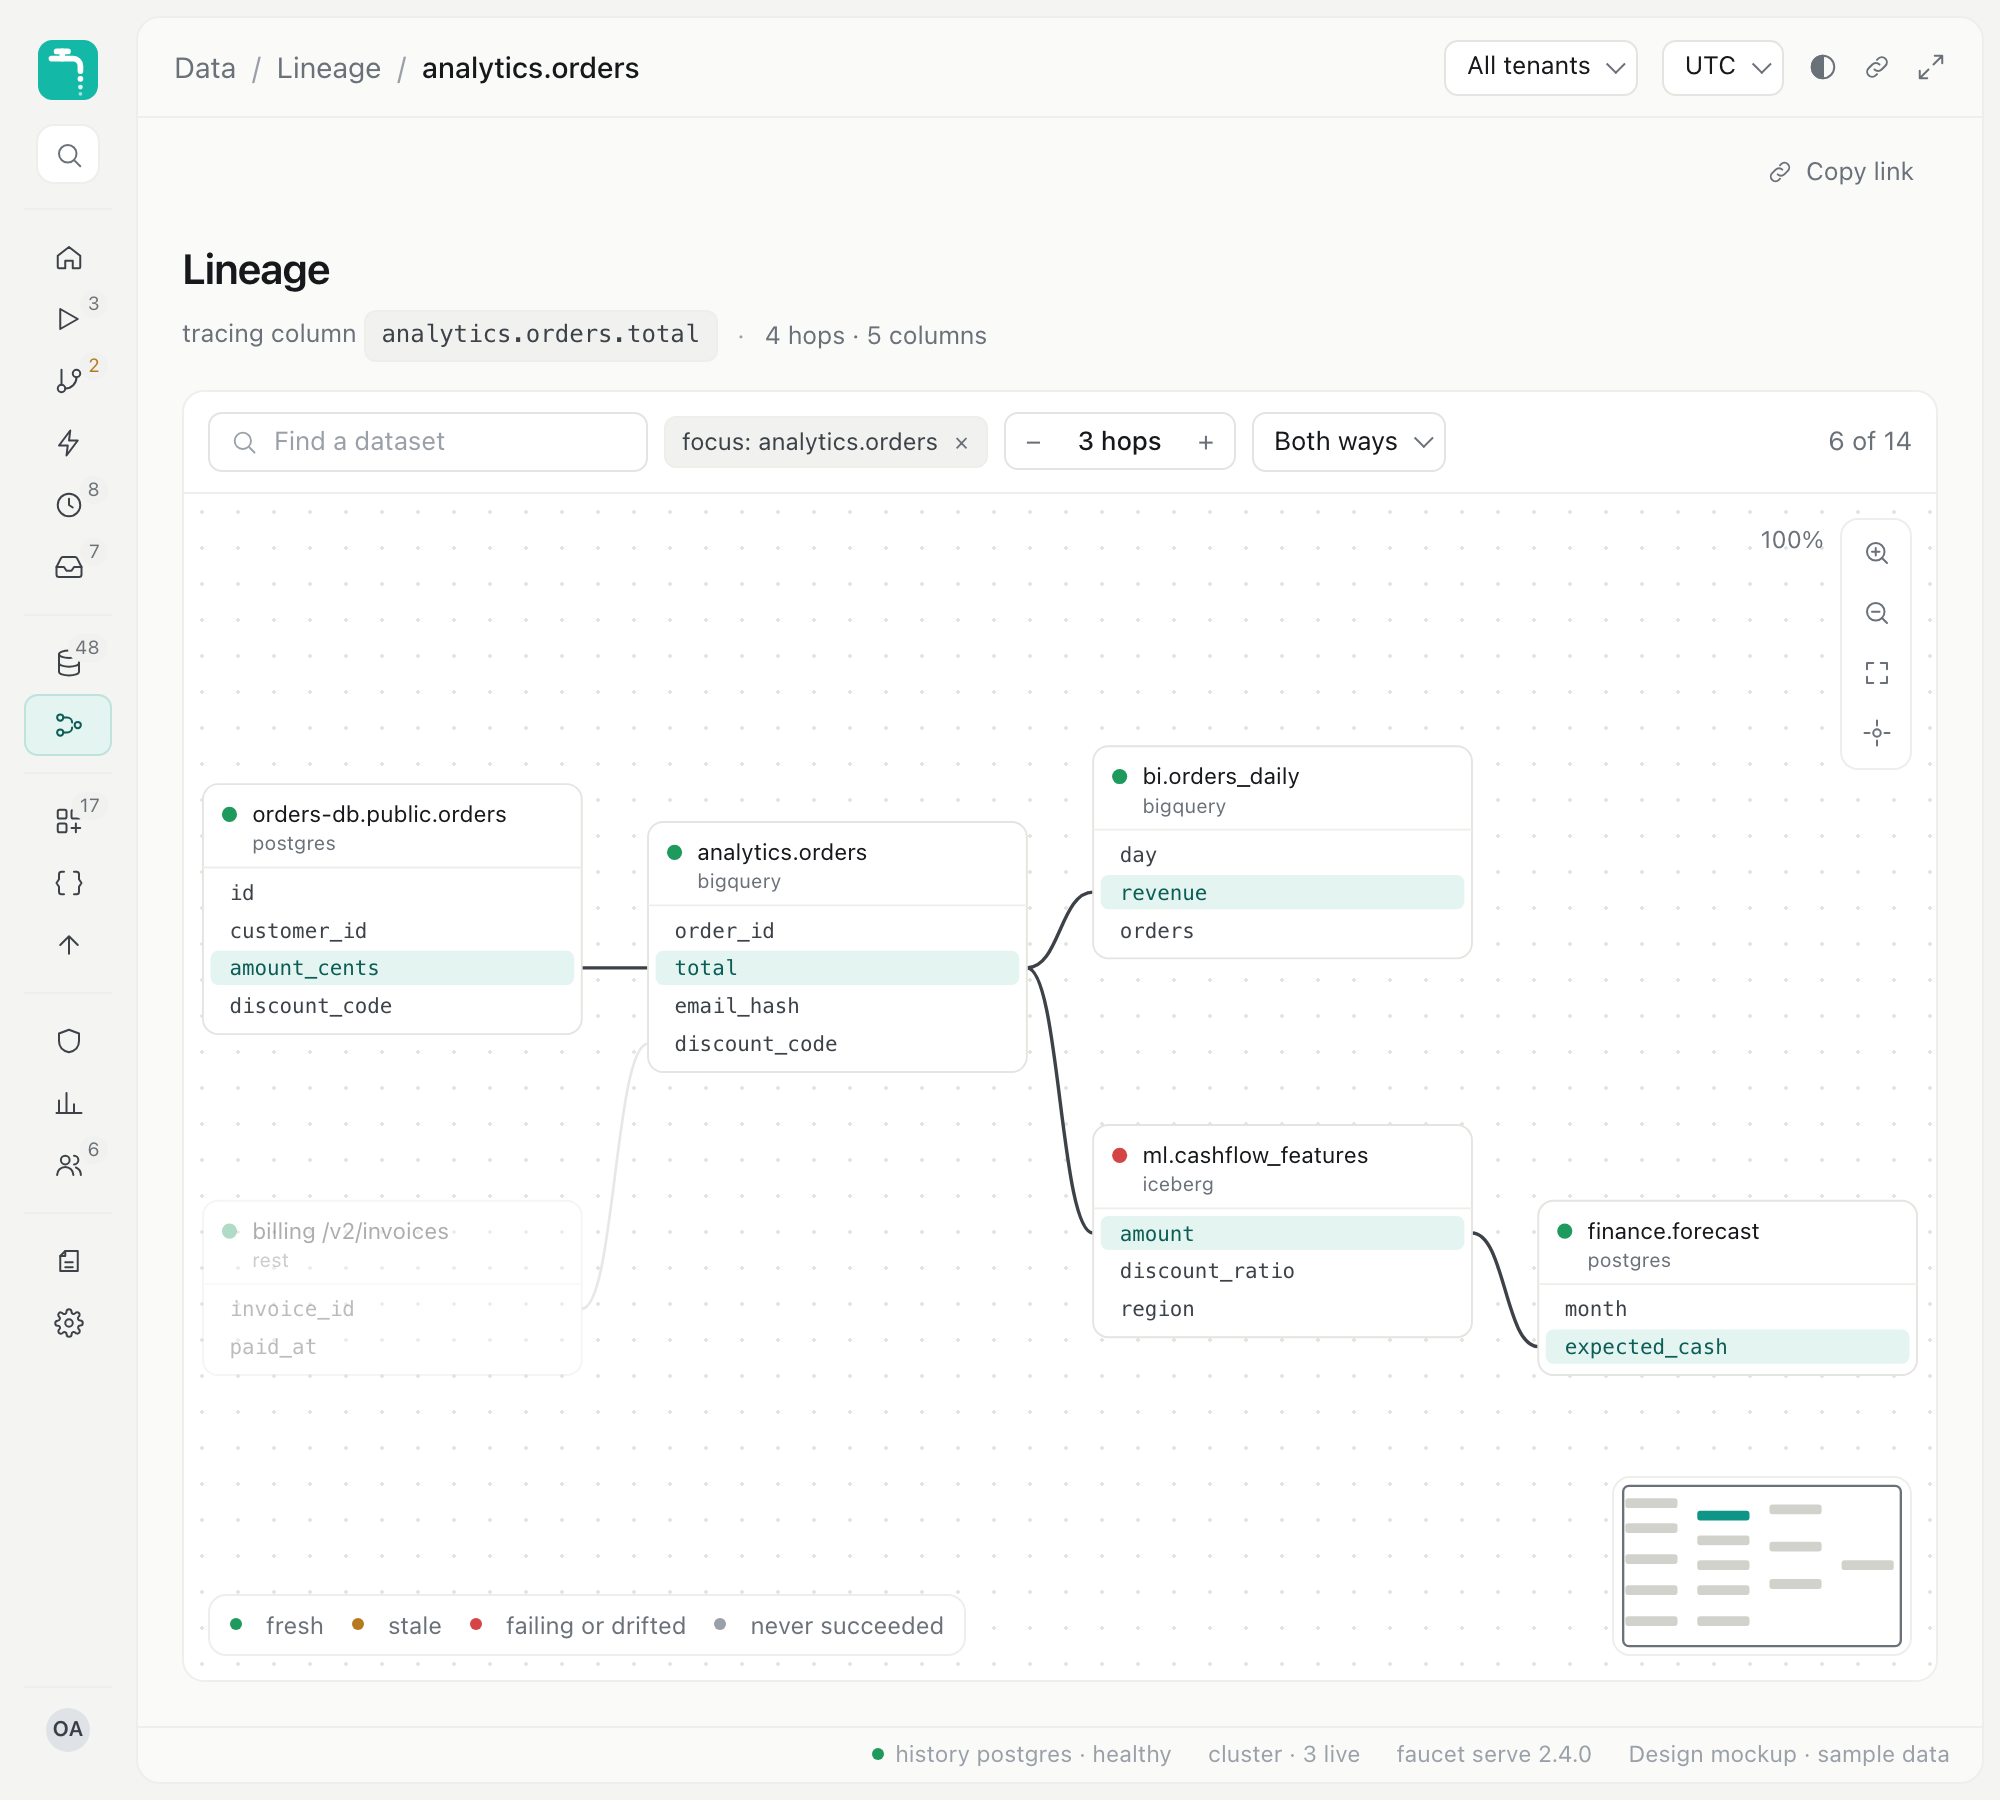 Data / Lineage / analytics.orders
All tenants
UTC
Copy link
3
2
8
7
48
17
6
OA
Lineage
tracing column analytics.orders.total · 4 hops · 5 columns
Find a dataset
focus: analytics.orders ×
− 3 hops +
Both ways
6 of 14
100%
orders-db.public.orders
postgres
id
customer_id
amount_cents
discount_code
analytics.orders
bigquery
order_id
total
email_hash
discount_code
bi.orders_daily
bigquery
day
revenue
orders
billing /v2/invoices
rest
invoice_id
paid_at
ml.cashflow_features
iceberg
amount
discount_ratio
region
finance.forecast
postgres
month
expected_cash
fresh stale failing or drifted never succeeded
history postgres · healthy cluster · 3 live faucet serve 2.4.0 Design mockup · sample data